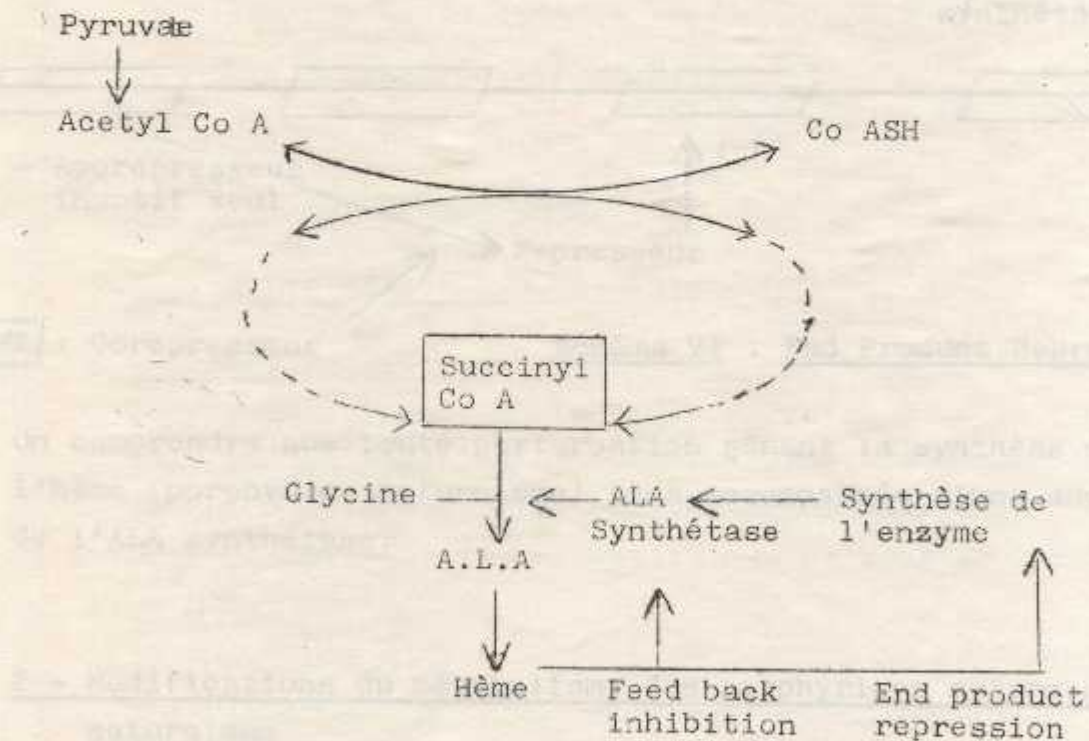 Pyruvate
Acetyl Co A
Co ASH
Succinyl
Co A
Glycine
ALA
Synthétase
Synthèse de
l'enzyme
A.L.A
Hème
Feed back
inhibition
End product
repression